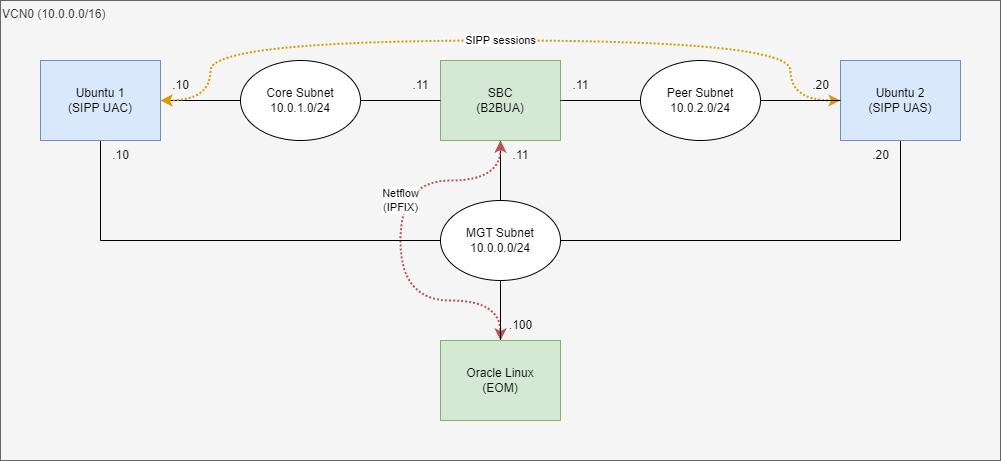 VCN0 (10.0.0.0/16)
SIPP sessions
Ubuntu 1
(SIPP UAC)
.10
Core Subnet
10.0.1.0/24
.11
SBC
(B2BUA)
.11
Peer Subnet
10.0.2.0/24
.20
Ubuntu 2
(SIPP UAS)
.10
.11
.20
Netflow
(IPFIX)
MGT Subnet
10.0.0.0/24
.100
Oracle Linux
(EOM)